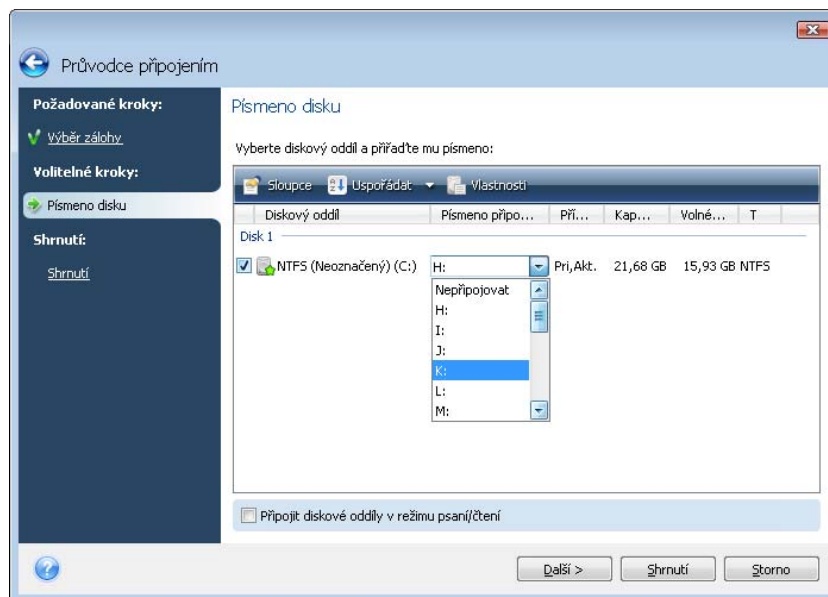 Průvodce připojením
Požadované kroky:
Výběr zálohy
Volitelné kroky:
Písmeno disku
Shrnutí:
Shrnutí
Písmeno disku
Vyberte diskový oddíl a přiřaďte mu písmeno:
Sloupce Uspořádat Vlastnosti
Diskový oddíl Písmeno připo... Pří... Kap... Volné... T
Disk 1
NTFS (Neoznačený) (C:) H: Pri,Akt. 21,68 GB 15,93 GB NTFS
Nepřipojovat
H:
I:
J:
K:
L:
M:
Připojit diskové oddíly v režimu psaní/čtení
Další > Shrnutí Storno